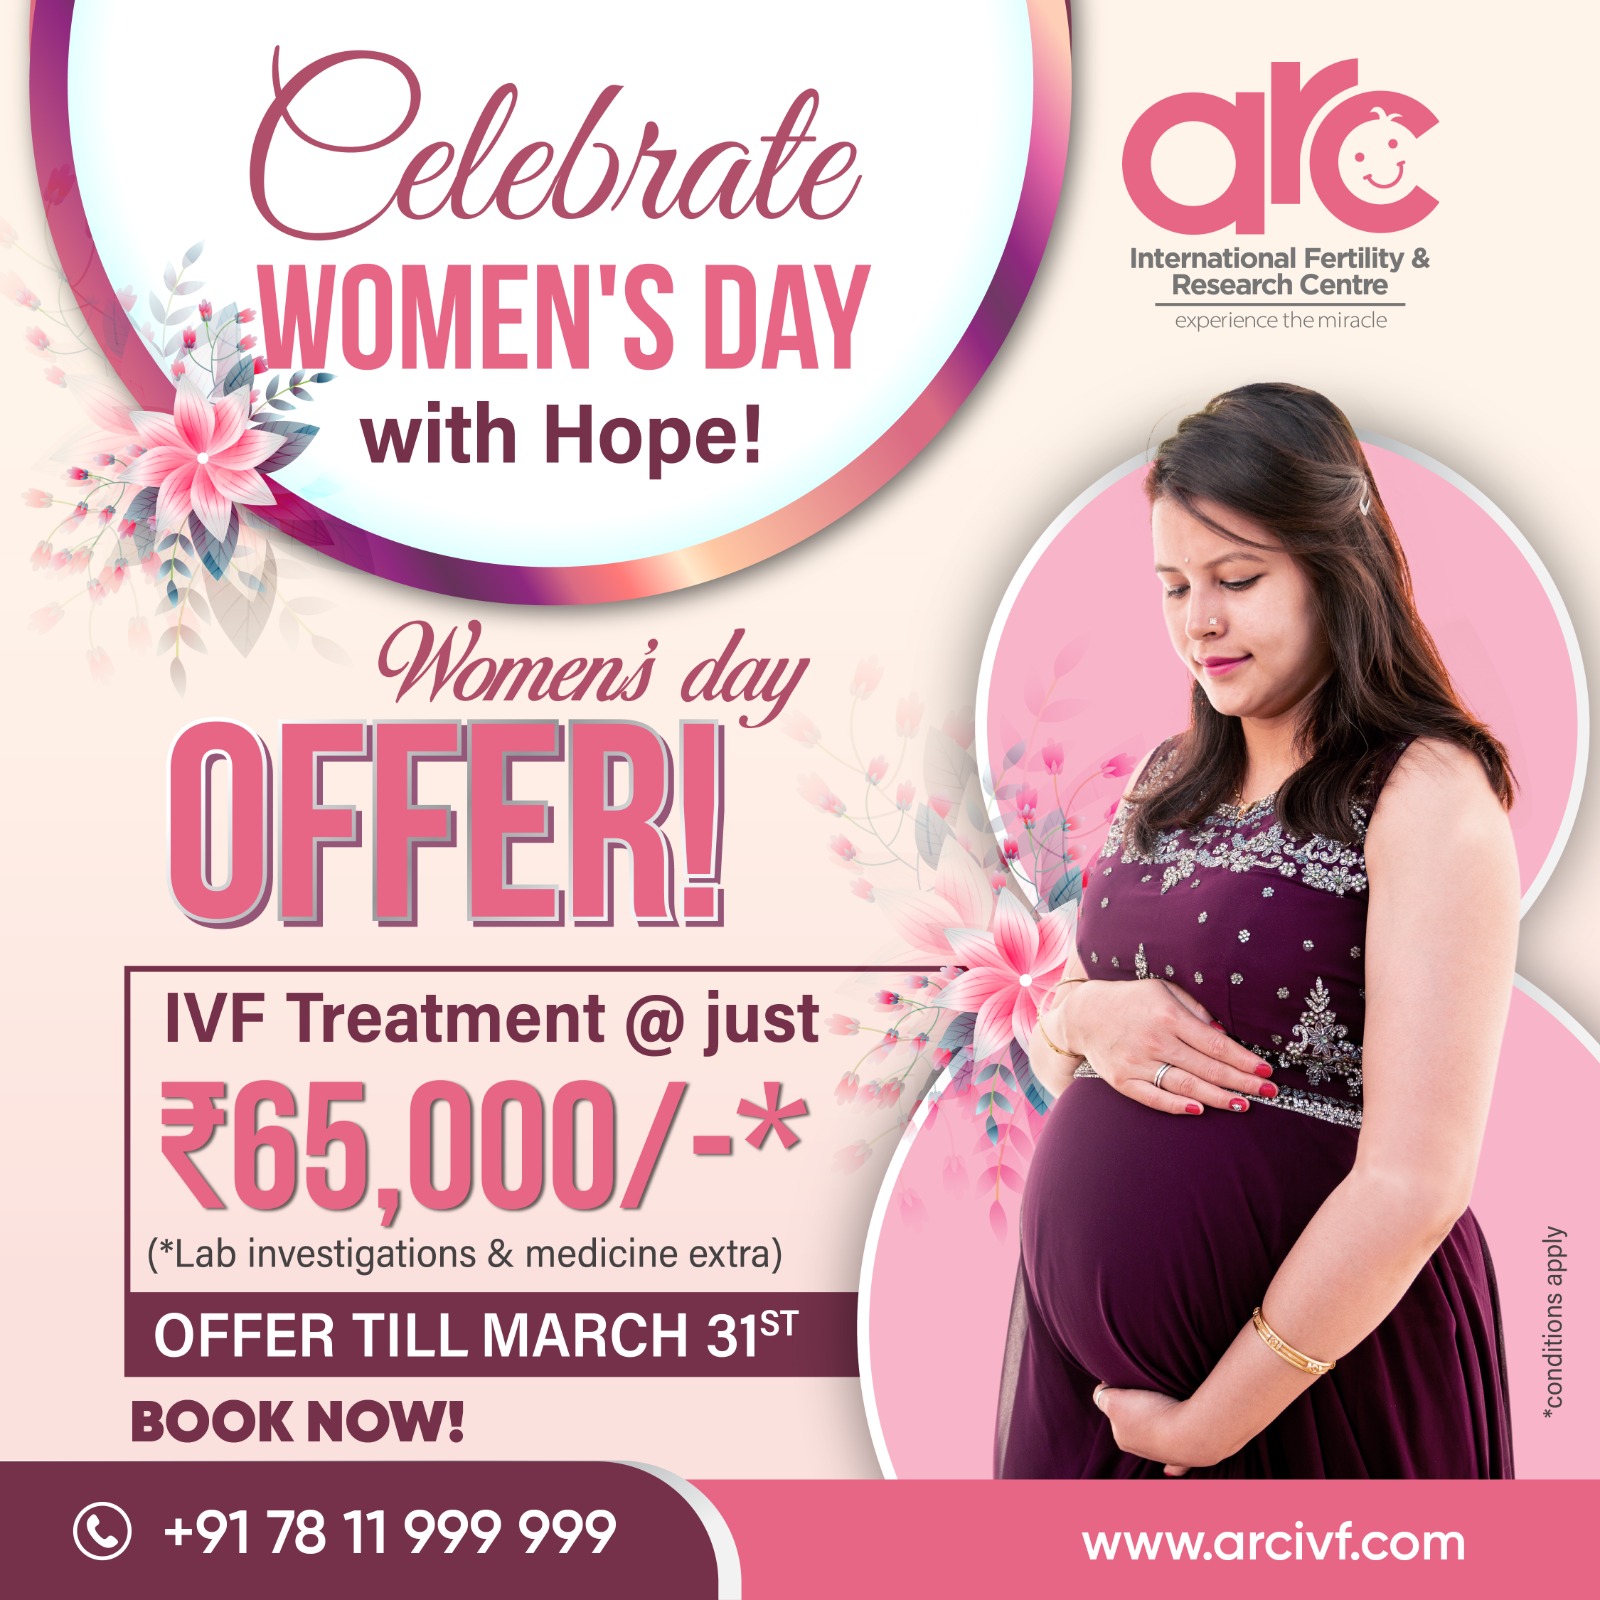 Celebrate
WOMEN'S DAY
with Hope!
arc
International Fertility &
Research Centre
experience the miracle
Women's day
OFFER!
IVF Treatment @ just
₹65,000/-*
(*Lab investigations & medicine extra)
OFFER TILL MARCH 31ST
BOOK NOW!
*conditions apply
+91 78 11 999 999
www.arcivf.com